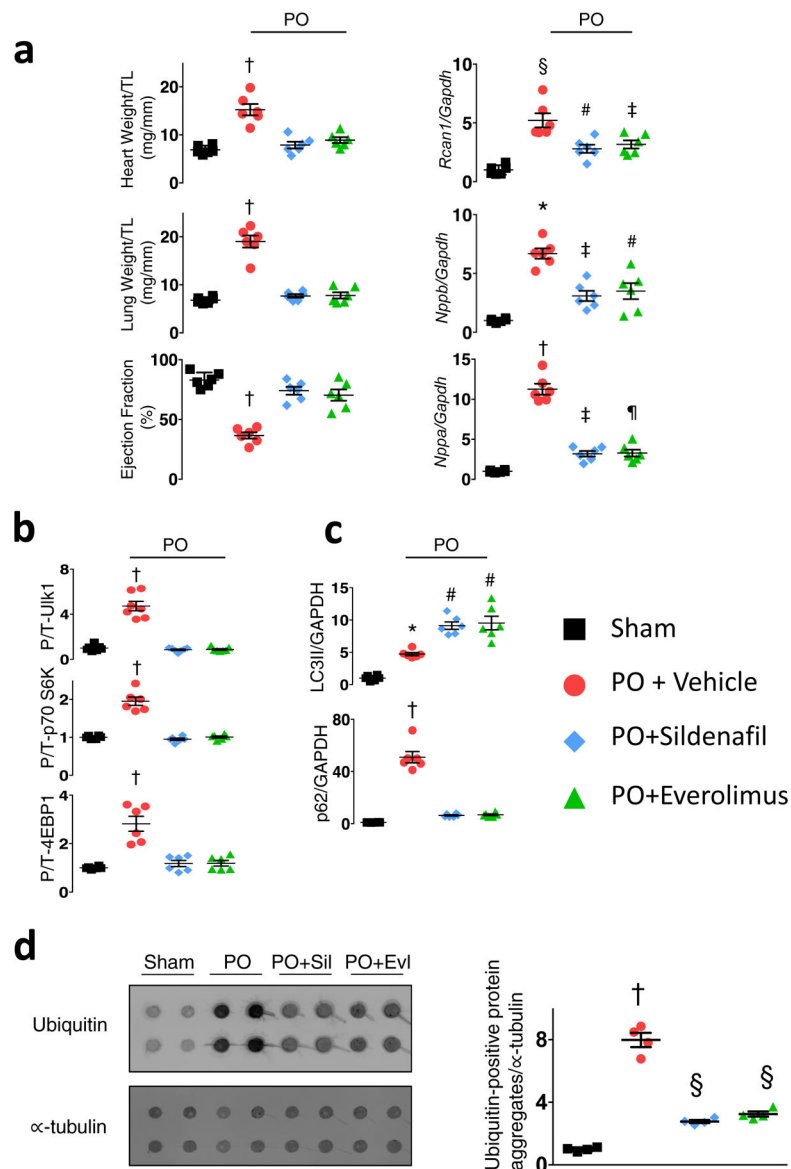 a
PO
†
20
10
0
Heart Weight/TL
(mg/mm)
†
20
10
0
Lung Weight/TL
(mg/mm)
†
100
50
0
Ejection Fraction
(%)
PO
§
#
‡
10
5
0
Rcan1/Gapdh
*
‡
#
10
5
0
Nppb/Gapdh
†
‡
¶
15
10
5
0
Nppa/Gapdh
b
PO
†
8
4
0
P/T-Ulk1
†
2
1
0
P/T-p70 S6K
†
4
2
0
P/T-4EBP1
c
PO
*
#
#
15
10
5
0
LC3II/GAPDH
†
80
40
0
p62/GAPDH
Sham
PO + Vehicle
PO+Sildenafil
PO+Everolimus
d
Sham PO PO+Sil PO+Evl
Ubiquitin
∝-tubulin
†
§
§
8
4
0
Ubiquitin-positive protein
aggregates/∝-tubulin